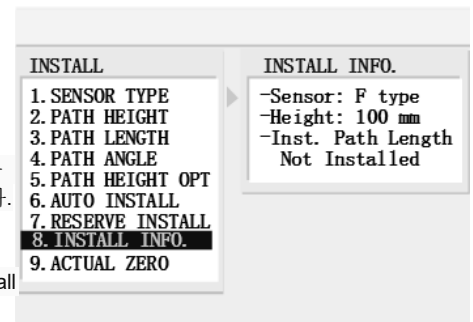 INSTALL
1. SENSOR TYPE
2. PATH HEIGHT
3. PATH LENGTH
4. PATH ANGLE
5. PATH HEIGHT OPT
6. AUTO INSTALL
7. RESERVE INSTALL
8. INSTALL INFO.
9. ACTUAL ZERO
INSTALL INFO.
-Sensor: F type
-Height: 100 mm
-Inst. Path Length
Not Installed
all